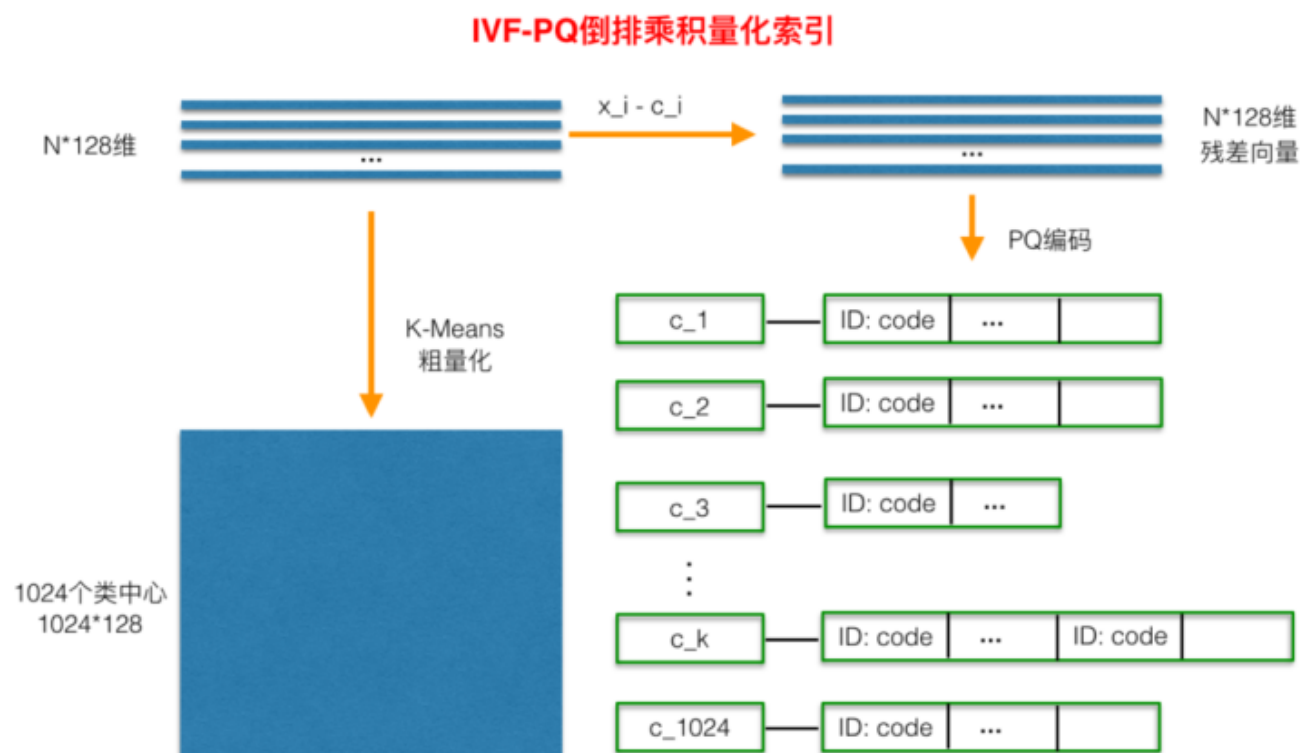 IVF-PQ倒排乘积量化索引
N*128维
...
x_i - c_i
...
N*128维
残差向量
PQ编码
K-Means
粗量化
1024个类中心
1024*128
c_1 ID: code ...
c_2 ID: code ...
c_3 ID: code ...
⋮
c_k ID: code ... ID: code
c_1024 ID: code ...